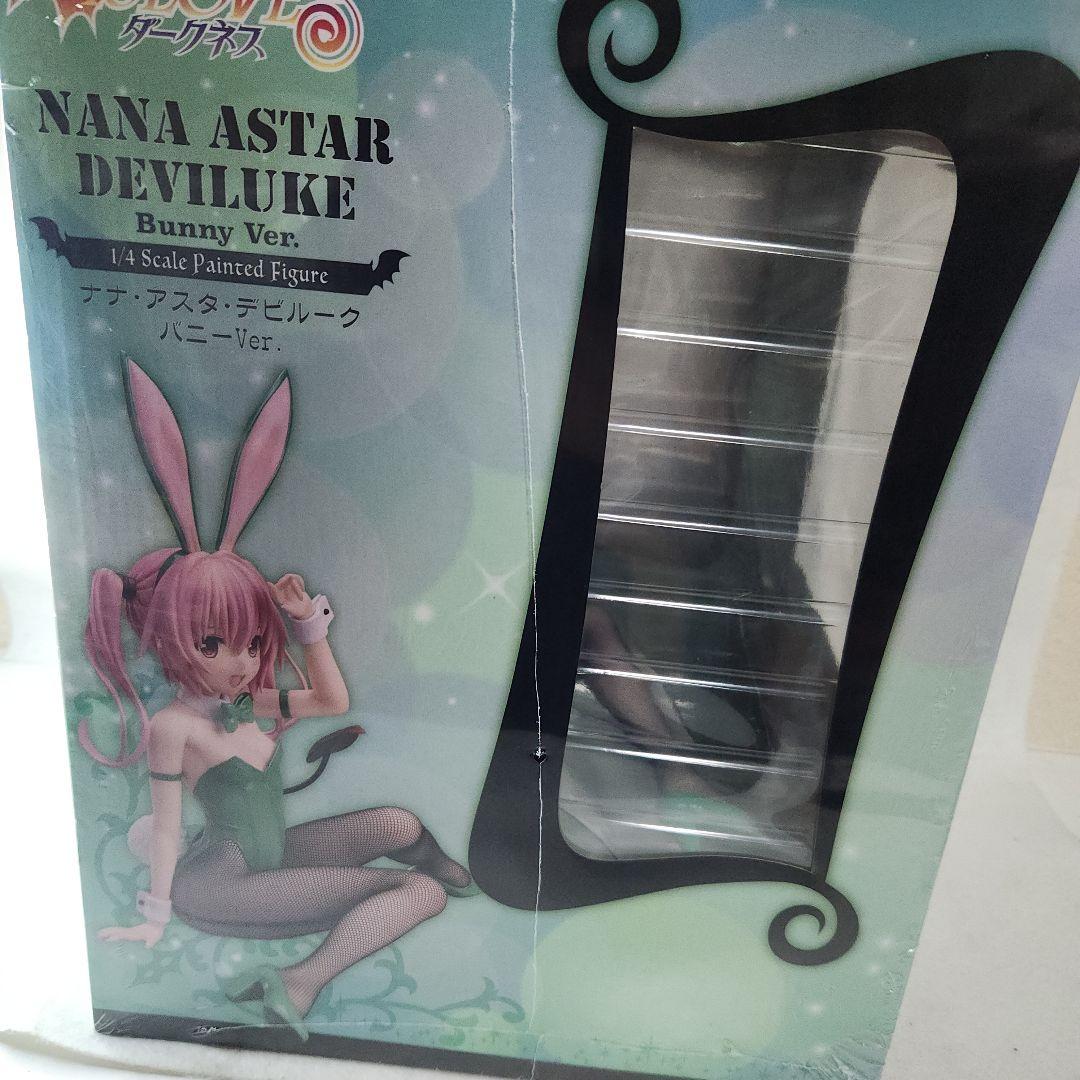 LOVE
ダークネス
NANA ASTAR
DEVILUKE
Bunny Ver.
1/4 Scale Painted Figure
ナナ・アスタ・デビルーク
バニーVer.